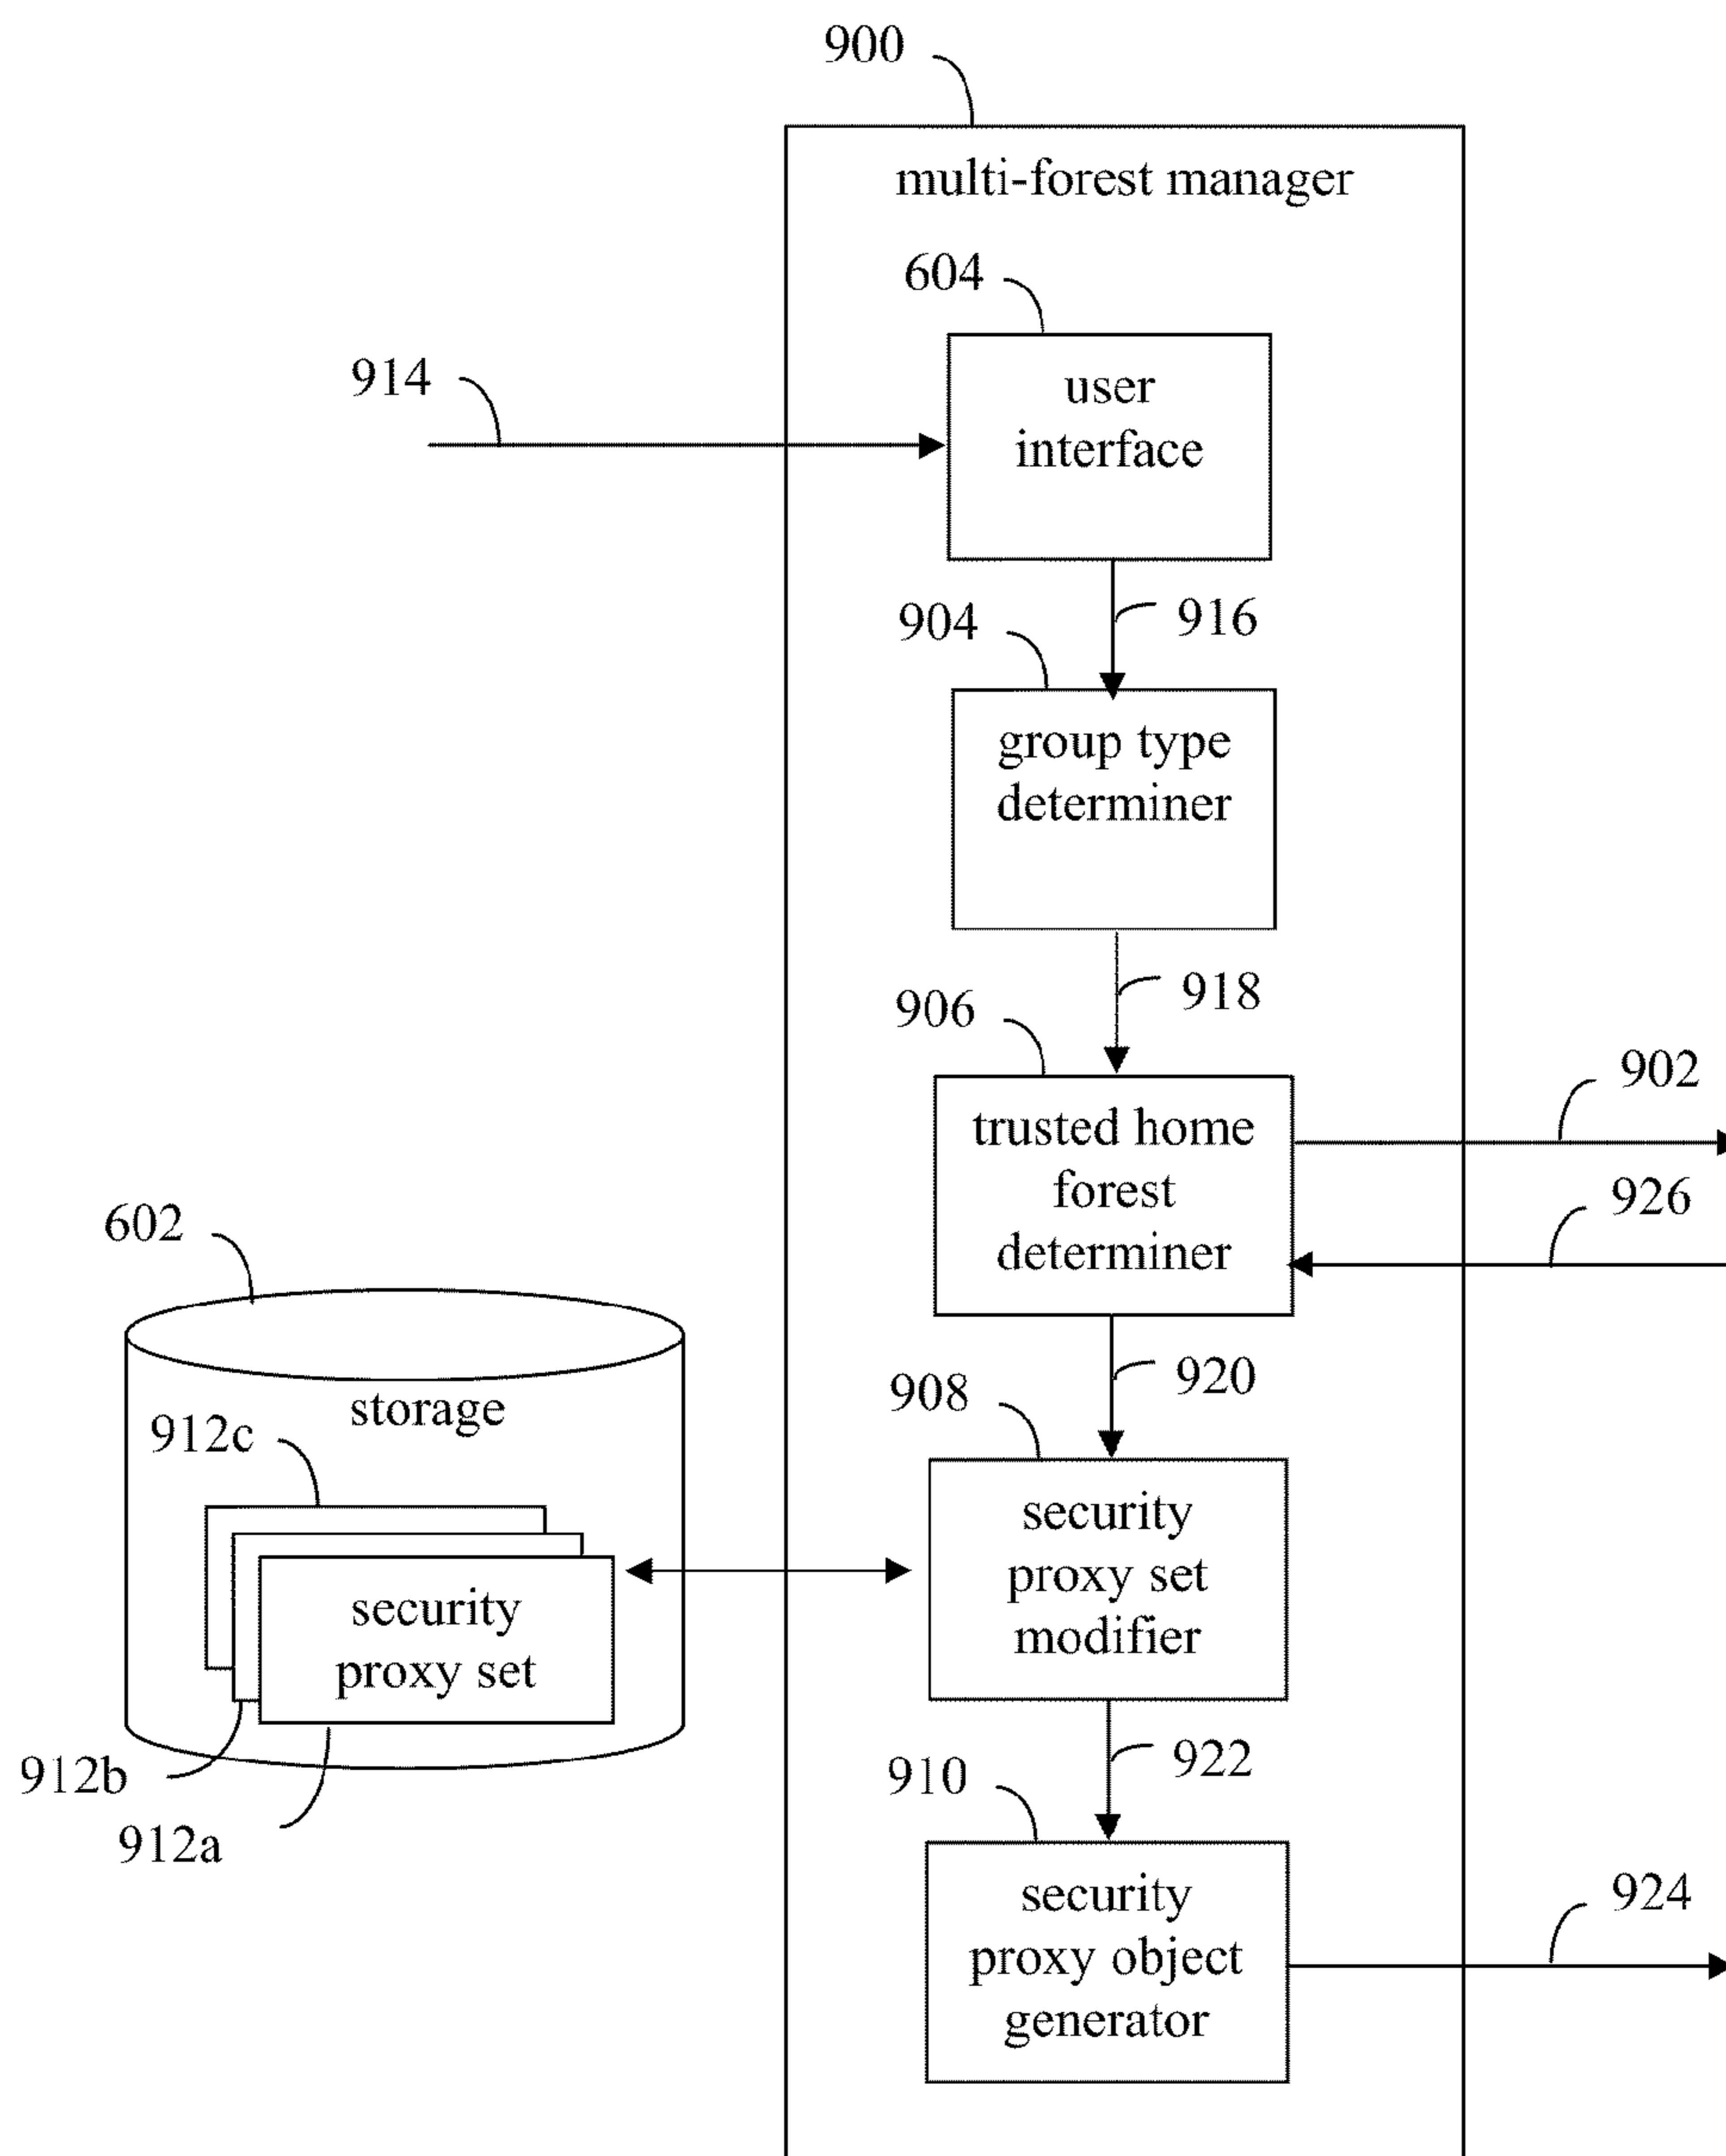 900
multi-forest manager
604
914
user
interface
904
916
group type
determiner
906
918
902
trusted home
forest
determiner
926
602
920
908
storage
912c
security
proxy set
modifier
security
proxy set
912b
912a
910
922
924
security
proxy object
generator